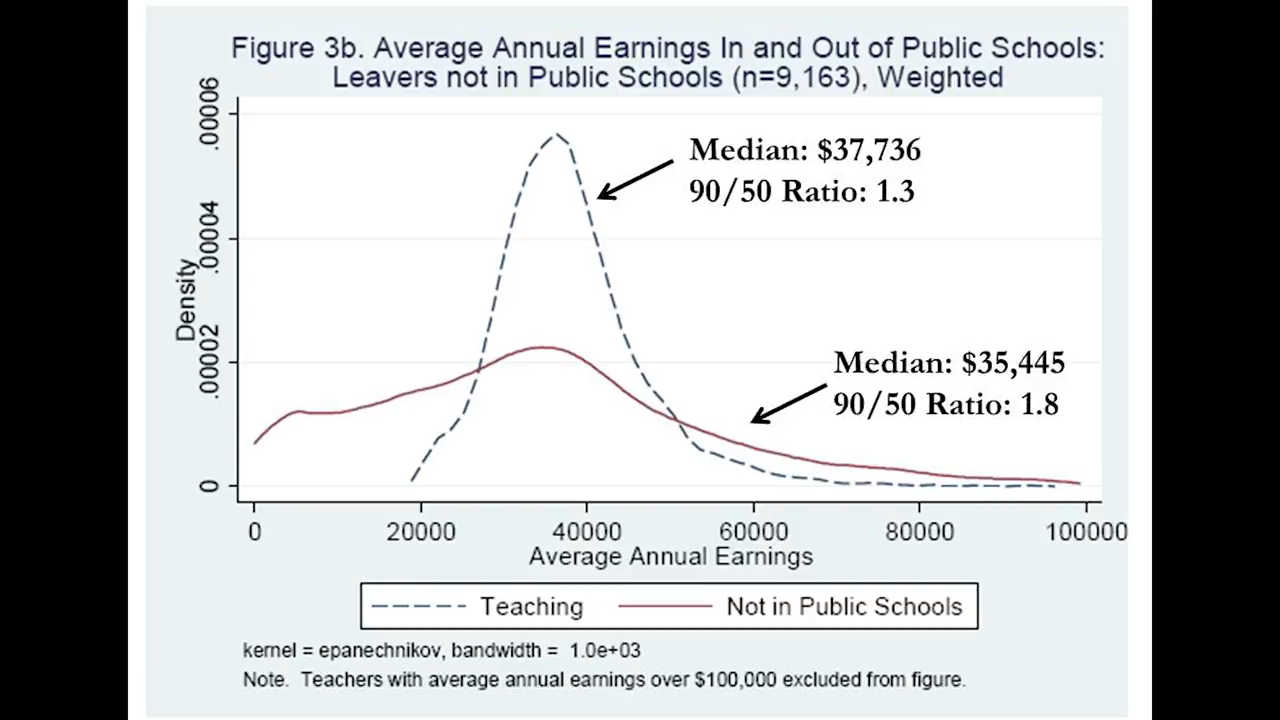 Figure 3b. Average Annual Earnings In and Out of Public Schools:
Leavers not in Public Schools (n=9,163), Weighted
.00006
.00004
.00002
0
Density
Median: $37,736
90/50 Ratio: 1.3
Median: $35,445
90/50 Ratio: 1.8
0 20000 40000 60000 80000 100000
Average Annual Earnings
Teaching Not in Public Schools
kernel = epanechnikov, bandwidth = 1.0e+03
Note. Teachers with average annual earnings over $100,000 excluded from figure.